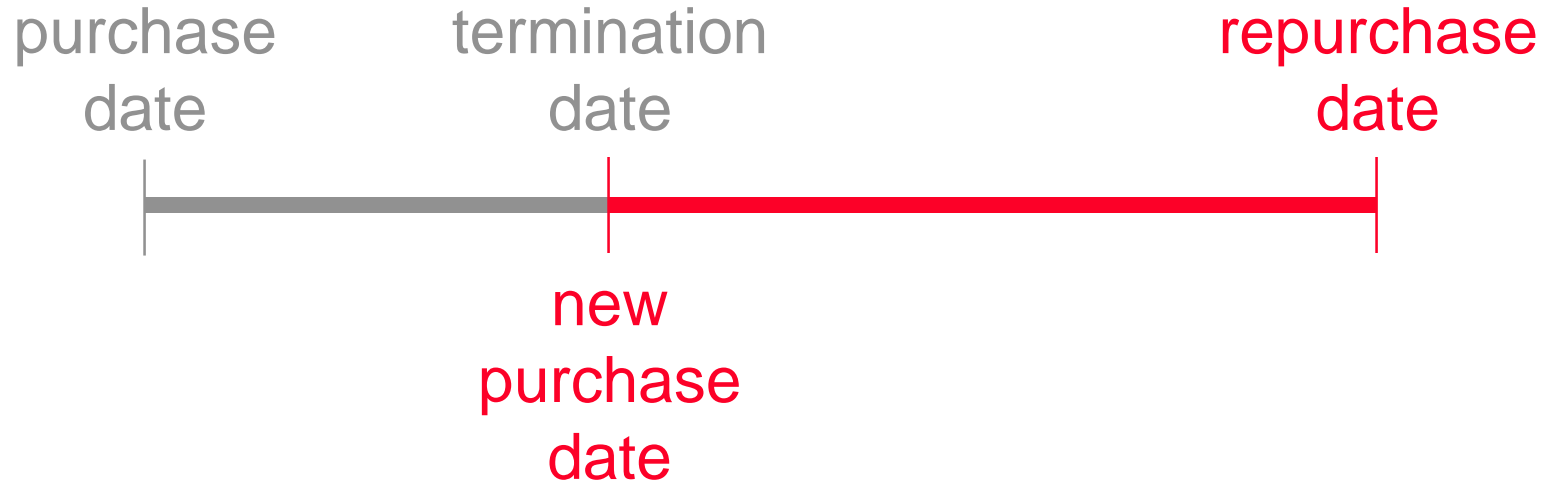 purchase
date
termination
date
repurchase
date
new
purchase
date